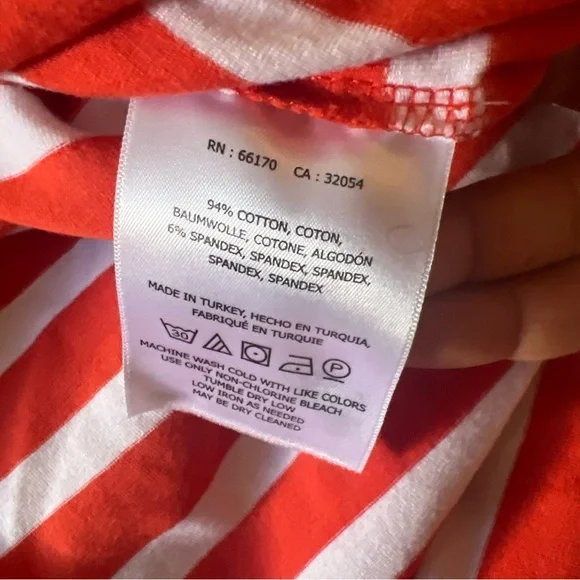 RN : 66170 CA : 32054
94% COTTON, COTON,
BAUMWOLLE, COTONE, ALGODÓN
6% SPANDEX, SPANDEX, SPANDEX,
SPANDEX, SPANDEX
MADE IN TURKEY, HECHO EN TURQUIA,
FABRIQUÉ EN TURQUIE
30 P
MACHINE WASH COLD WITH LIKE COLORS
USE ONLY NON-CHLORINE BLEACH
TUMBLE DRY LOW
LOW IRON AS NEEDED
MAY BE DRY CLEANED